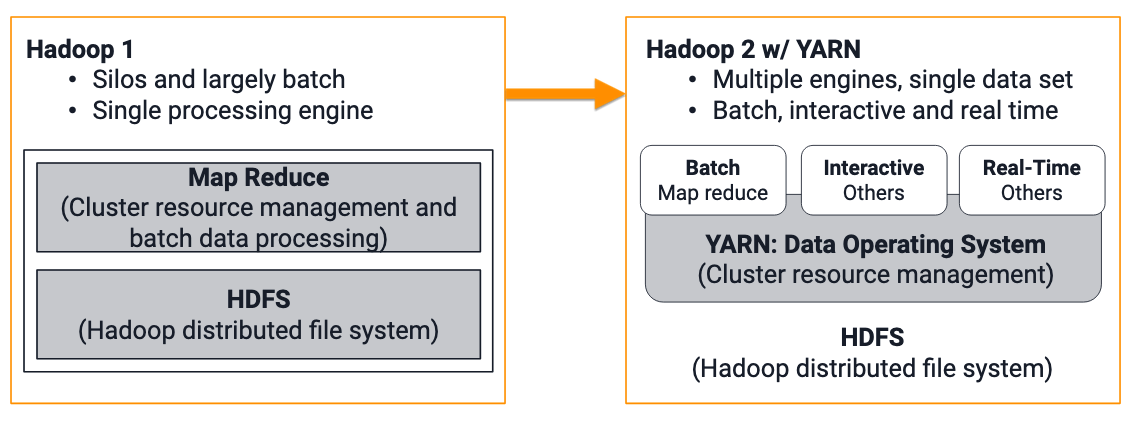 Hadoop 1
• Silos and largely batch
• Single processing engine
Map Reduce
(Cluster resource management and
batch data processing)
HDFS
(Hadoop distributed file system)
Hadoop 2 w/ YARN
• Multiple engines, single data set
• Batch, interactive and real time
Batch
Map reduce
Interactive
Others
Real-Time
Others
YARN: Data Operating System
(Cluster resource management)
HDFS
(Hadoop distributed file system)